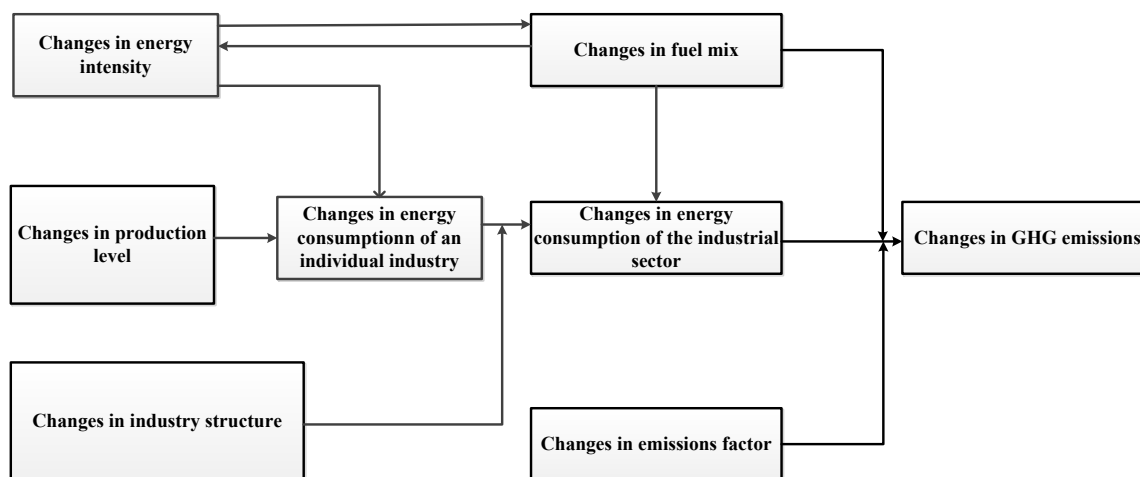 Changes in energy
intensity
Changes in fuel mix
Changes in production
level
Changes in energy
consumptionn of an
individual industry
Changes in energy
consumption of the industrial
sector
Changes in GHG emissions
Changes in industry structure
Changes in emissions factor